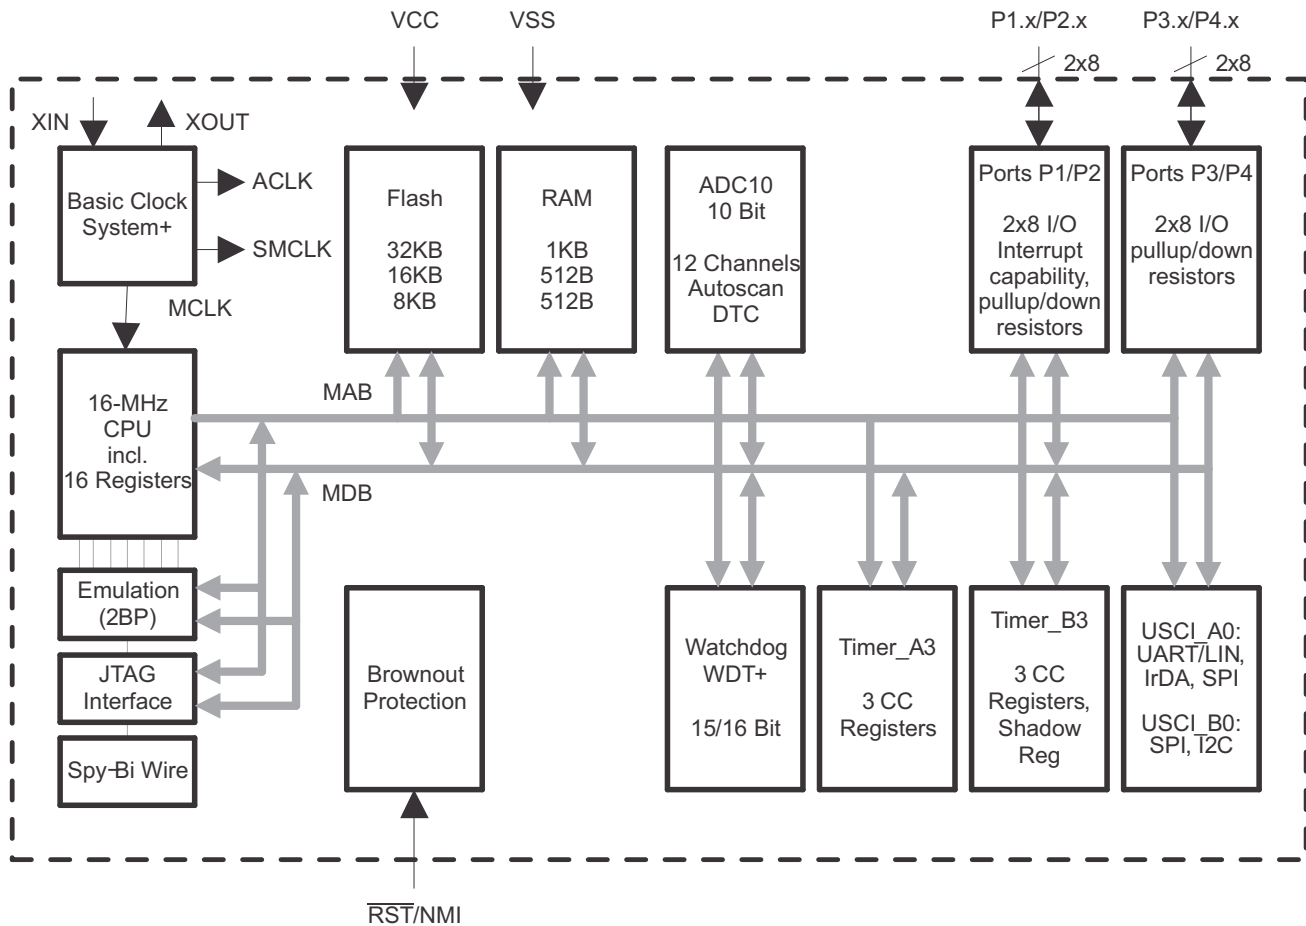 VCC
VSS
P1.x/P2.x
P3.x/P4.x
2x8
2x8
XIN
XOUT
Basic Clock
System+
ACLK
SMCLK
MCLK
Flash
32KB
16KB
8KB
RAM
1KB
512B
512B
ADC10
10 Bit
12 Channels
Autoscan
DTC
Ports P1/P2
2x8 I/O
Interrupt
capability,
pullup/down
resistors
Ports P3/P4
2x8 I/O
pullup/down
resistors
16-MHz
CPU
incl.
16 Registers
MAB
MDB
Emulation
(2BP)
JTAG
Interface
Spy-Bi Wire
Brownout
Protection
Watchdog
WDT+
15/16 Bit
Timer_A3
3 CC
Registers
Timer_B3
3 CC
Registers,
Shadow
Reg
USCI_A0:
UART/LIN,
IrDA, SPI
USCI_B0:
SPI, I2C
RST/NMI